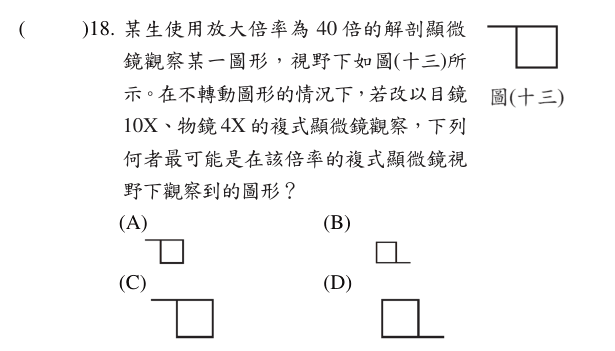 (　　)18. 某生使用放大倍率為 40 倍的解剖顯微
鏡觀察某一圖形，視野下如圖(十三)所
示。在不轉動圖形的情況下，若改以目鏡
10X、物鏡 4X 的複式顯微鏡觀察，下列
何者最可能是在該倍率的複式顯微鏡視
野下觀察到的圖形？
圖(十三)
(A)
(B)
(C)
(D)